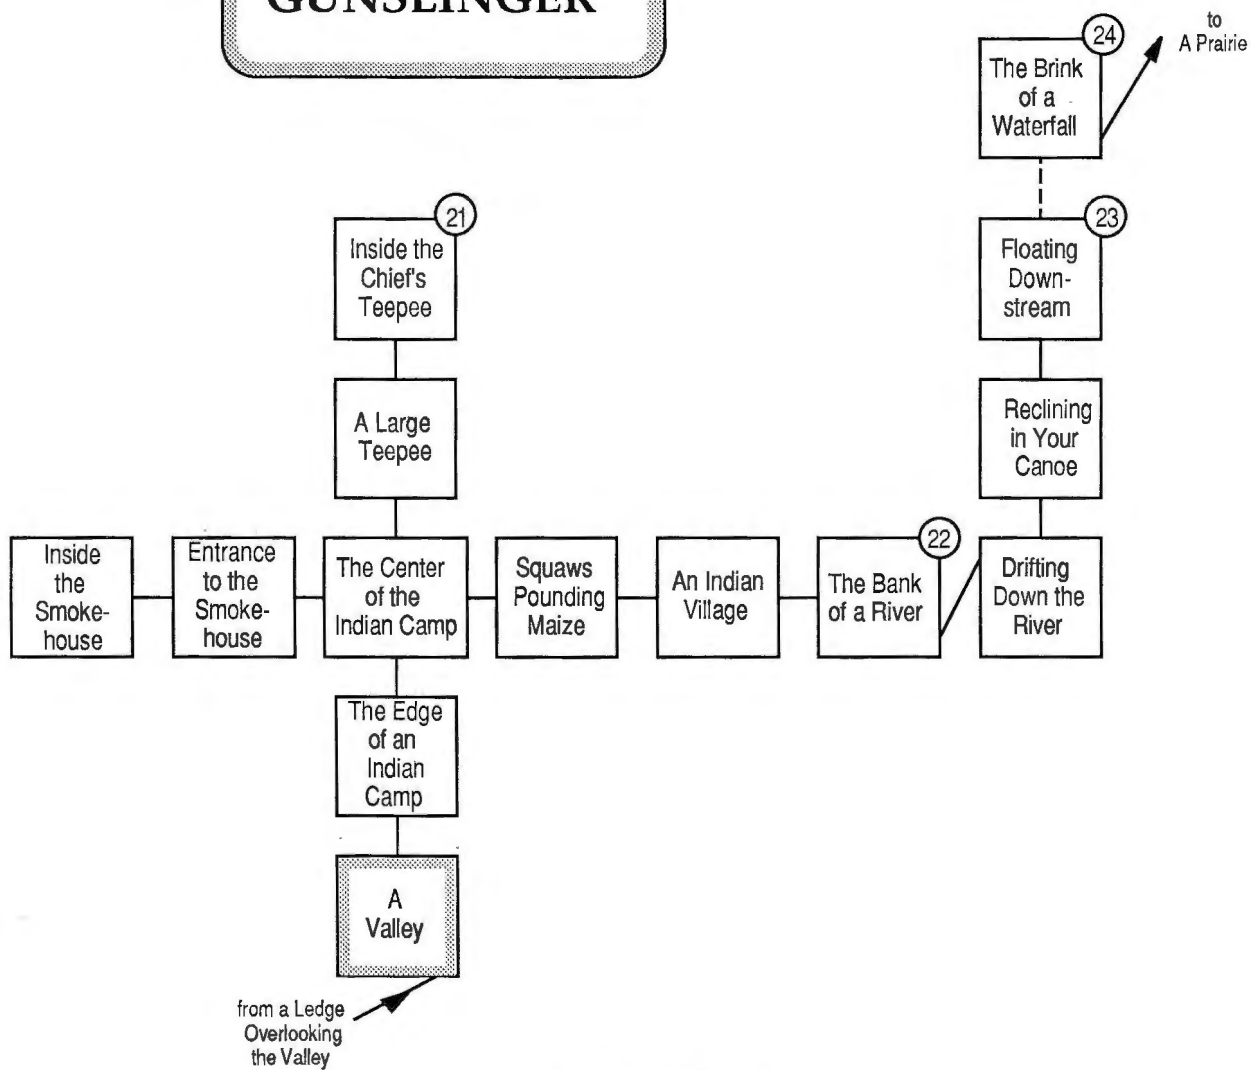 GUNSLINGER
24
to
A Prairie
The Brink
of a
Waterfall
21
Inside the
Chief's
Teepee
23
Floating
Down-
stream
A Large
Teepee
Reclining
in Your
Canoe
Inside
the
Smoke-
house
Entrance
to the
Smoke-
house
The Center
of the
Indian Camp
Squaws
Pounding
Maize
An Indian
Village
22
The Bank
of a River
Drifting
Down the
River
The Edge
of an
Indian
Camp
A
Valley
from a Ledge
Overlooking
the Valley